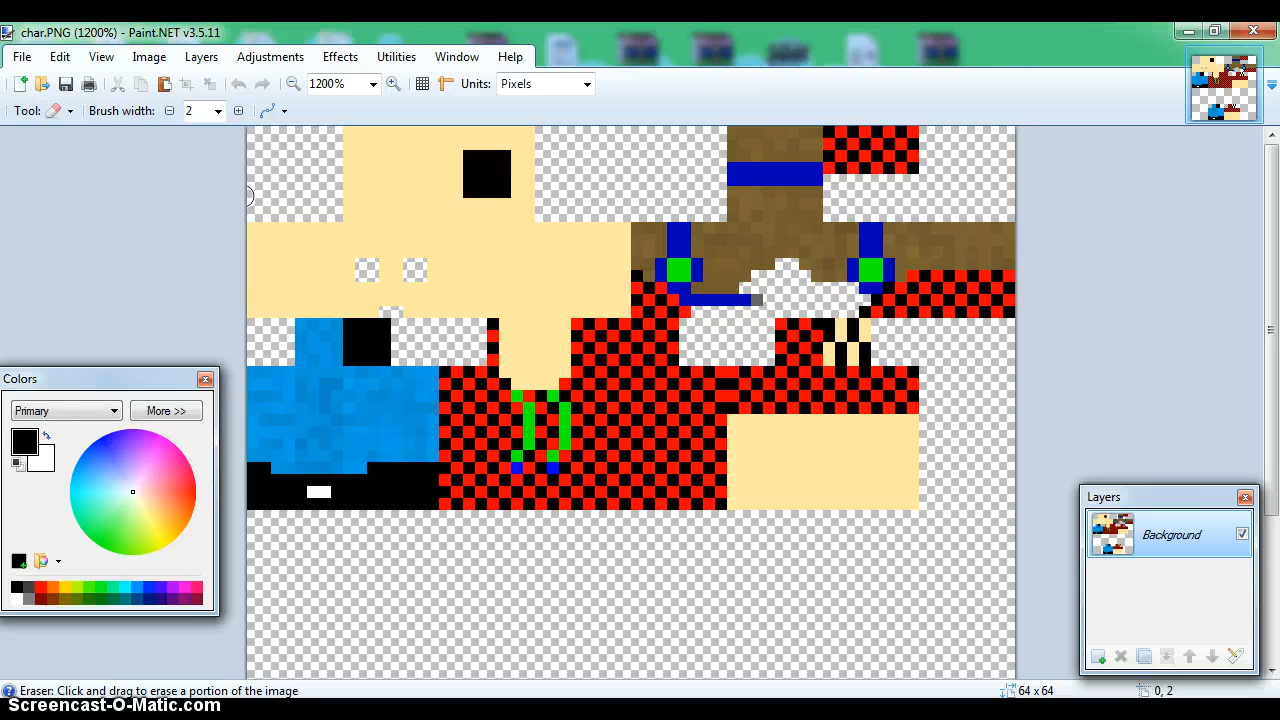 char.PNG (1200%) - Paint.NET v3.5.11
File Edit View Image Layers Adjustments Effects Utilities Window Help
1200% Units: Pixels
Tool: Brush width: 2
Colors
Primary More >>
Layers
Background
Eraser: Click and drag to erase a portion of the image 64 x 64 0, 2
Screencast-O-Matic.com